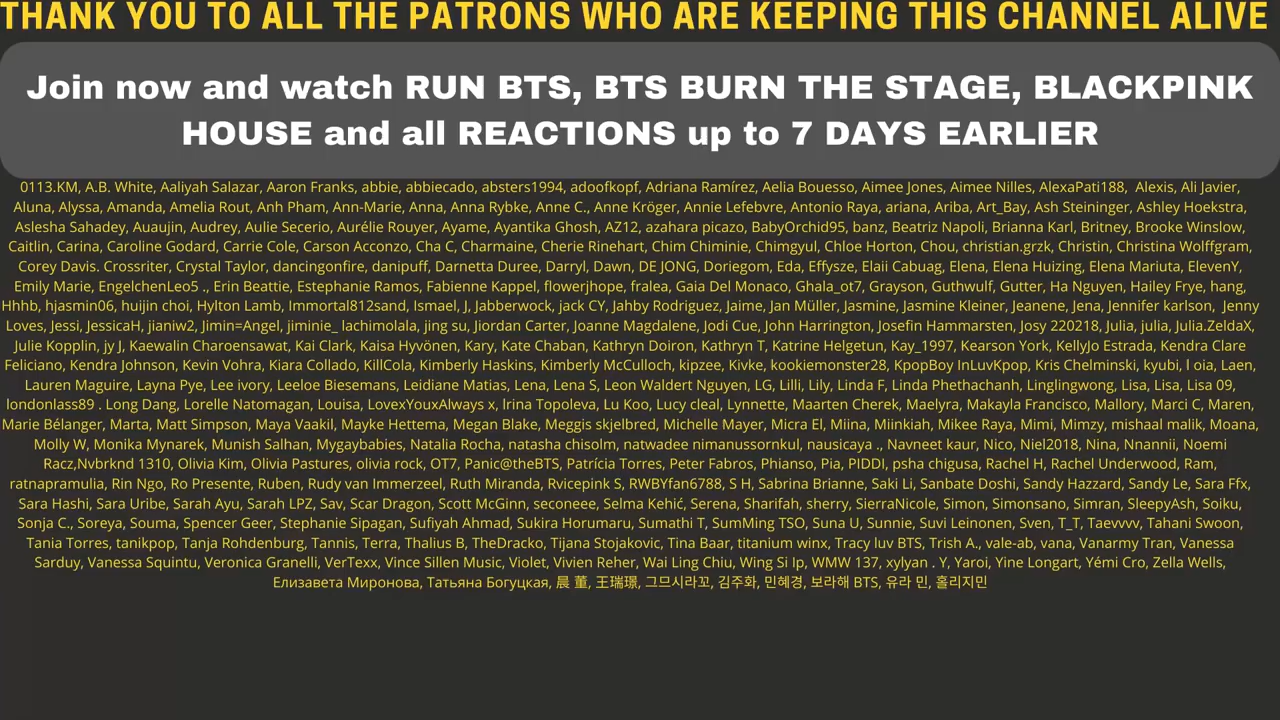 THANK YOU TO ALL THE PATRONS WHO ARE KEEPING THIS CHANNEL ALIVE
Join now and watch RUN BTS, BTS BURN THE STAGE, BLACKPINK
HOUSE and all REACTIONS up to 7 DAYS EARLIER
0113.KM, A.B. White, Aaliyah Salazar, Aaron Franks, abbie, abbiecado, absters1994, adoofkopf, Adriana Ramírez, Aelia Bouesso, Aimee Jones, Aimee Nilles, AlexaPati188, Alexis, Ali Javier,
Aluna, Alyssa, Amanda, Amelia Rout, Anh Pham, Ann-Marie, Anna, Anna Rybke, Anne C., Anne Kröger, Annie Lefebvre, Antonio Raya, ariana, Ariba, Art_Bay, Ash Steininger, Ashley Hoekstra,
Aslesha Sahadey, Auaujin, Audrey, Aulie Secerio, Aurélie Rouyer, Ayame, Ayantika Ghosh, AZ12, azahara picazo, BabyOrchid95, banz, Beatriz Napoli, Brianna Karl, Britney, Brooke Winslow,
Caitlin, Carina, Caroline Godard, Carrie Cole, Carson Acconzo, Cha C, Charmaine, Cherie Rinehart, Chim Chiminie, Chimgyul, Chloe Horton, Chou, christian.grzk, Christin, Christina Wolffgram,
Corey Davis. Crossriter, Crystal Taylor, dancingonfire, danipuff, Darnetta Duree, Darryl, Dawn, DE JONG, Doriegom, Eda, Effysze, Elaii Cabuag, Elena, Elena Huizing, Elena Mariuta, ElevenY,
Emily Marie, EngelchenLeo5 ., Erin Beattie, Estephanie Ramos, Fabienne Kappel, flowerjhope, fralea, Gaia Del Monaco, Ghala_ot7, Grayson, Guthwulf, Gutter, Ha Nguyen, Hailey Frye, hang,
Hhhb, hjasmin06, huijin choi, Hylton Lamb, Immortal812sand, Ismael, J, Jabberwock, jack CY, Jahby Rodriguez, Jaime, Jan Müller, Jasmine, Jasmine Kleiner, Jeanene, Jena, Jennifer karlson, Jenny
Loves, Jessi, JessicaH, jianiw2, Jimin=Angel, jiminie_ lachimolala, jing su, Jiordan Carter, Joanne Magdalene, Jodi Cue, John Harrington, Josefin Hammarsten, Josy 220218, Julia, julia, Julia.ZeldaX,
Julie Kopplin, jy J, Kaewalin Charoensawat, Kai Clark, Kaisa Hyvönen, Kary, Kate Chaban, Kathryn Doiron, Kathryn T, Katrine Helgetun, Kay_1997, Kearson York, KellyJo Estrada, Kendra Clare
Feliciano, Kendra Johnson, Kevin Vohra, Kiara Collado, KillCola, Kimberly Haskins, Kimberly McCulloch, kipzee, Kivke, kookiemonster28, KpopBoy InLuvKpop, Kris Chelminski, kyubi, l oia, Laen,
Lauren Maguire, Layna Pye, Lee ivory, Leeloe Biesemans, Leidiane Matias, Lena, Lena S, Leon Waldert Nguyen, LG, Lilli, Lily, Linda F, Linda Phethachanh, Linglingwong, Lisa, Lisa, Lisa 09,
londonlass89 . Long Dang, Lorelle Natomagan, Louisa, LovexYouxAlways x, lrina Topoleva, Lu Koo, Lucy cleal, Lynnette, Maarten Cherek, Maelyra, Makayla Francisco, Mallory, Marci C, Maren,
Marie Bélanger, Marta, Matt Simpson, Maya Vaakil, Mayke Hettema, Megan Blake, Meggis skjelbred, Michelle Mayer, Micra El, Miina, Miinkiah, Mikee Raya, Mimi, Mimzy, mishaal malik, Moana,
Molly W, Monika Mynarek, Munish Salhan, Mygaybabies, Natalia Rocha, natasha chisolm, natwadee nimanussornkul, nausicaya ., Navneet kaur, Nico, Niel2018, Nina, Nnannii, Noemi
Racz,Nvbrknd 1310, Olivia Kim, Olivia Pastures, olivia rock, OT7, Panic@theBTS, Patrícia Torres, Peter Fabros, Phianso, Pia, PIDDI, psha chigusa, Rachel H, Rachel Underwood, Ram,
ratnapramulia, Rin Ngo, Ro Presente, Ruben, Rudy van Immerzeel, Ruth Miranda, Rvicepink S, RWBYfan6788, S H, Sabrina Brianne, Saki Li, Sanbate Doshi, Sandy Hazzard, Sandy Le, Sara Ffx,
Sara Hashi, Sara Uribe, Sarah Ayu, Sarah LPZ, Sav, Scar Dragon, Scott McGinn, seconeee, Selma Kehić, Serena, Sharifah, sherry, SierraNicole, Simon, Simonsano, Simran, SleepyAsh, Soiku,
Sonja C., Soreya, Souma, Spencer Geer, Stephanie Sipagan, Sufiyah Ahmad, Sukira Horumaru, Sumathi T, SumMing TSO, Suna U, Sunnie, Suvi Leinonen, Sven, T_T, Taevvvv, Tahani Swoon,
Tania Torres, tanikpop, Tanja Rohdenburg, Tannis, Terra, Thalius B, TheDracko, Tijana Stojakovic, Tina Baar, titanium winx, Tracy luv BTS, Trish A., vale-ab, vana, Vanarmy Tran, Vanessa
Sarduy, Vanessa Squintu, Veronica Granelli, VerTexx, Vince Sillen Music, Violet, Vivien Reher, Wai Ling Chiu, Wing Si Ip, WMW 137, xylyan . Y, Yaroi, Yine Longart, Yémi Cro, Zella Wells,
Елизавета Миронова, Татьяна Богуцкая, 晨 董, 王瑞璟, 그므시라꼬, 김주화, 민혜경, 보라해 BTS, 유라 민, 홀리지민